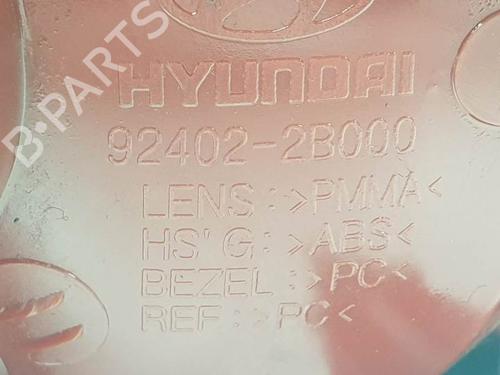 B-PARTS
HYUNDAI
92402-2B000
LENS:>PMMA<
HS'G:>ABS<
BEZEL:>PC<
REF:>PC<